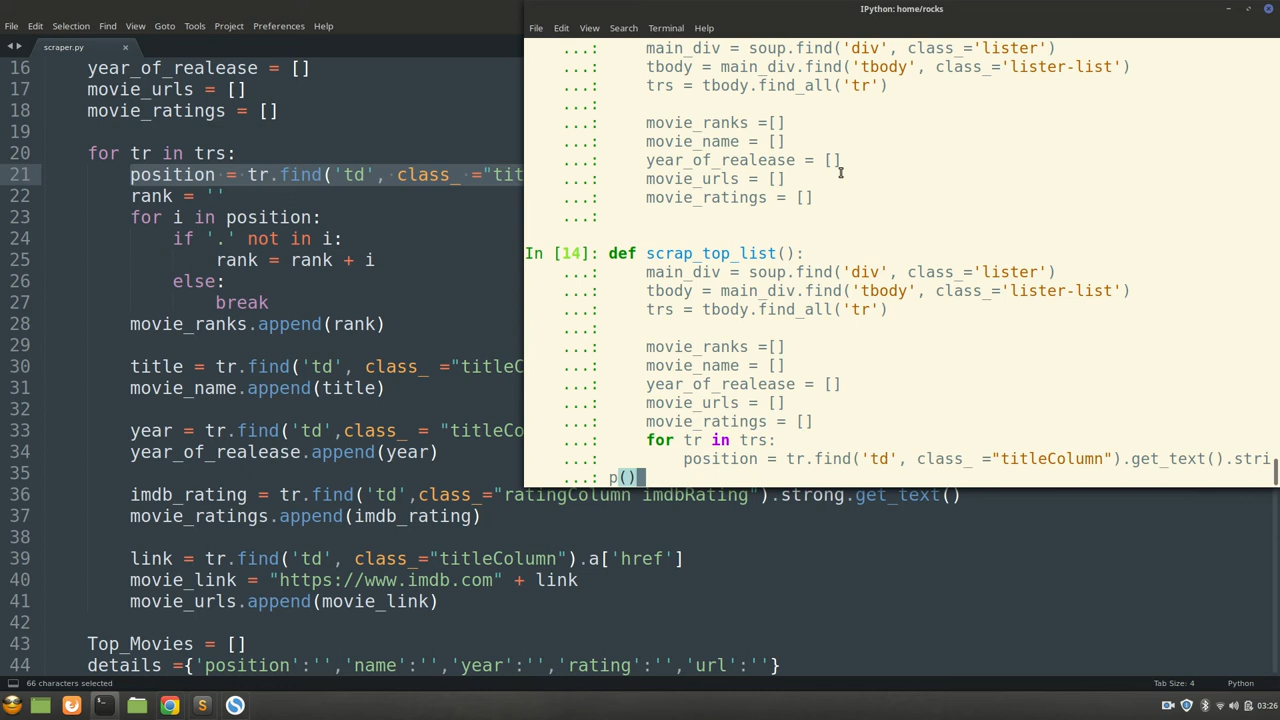 File Edit Selection Find View Goto Tools Project Preferences Help
scraper.py ×
16 year_of_realease = []
17 movie_urls = []
18 movie_ratings = []
19
20 for tr in trs:
21 position = tr.find('td', class_ ="tit
22 rank = ''
23 for i in position:
24 if '.' not in i:
25 rank = rank + i
26 else:
27 break
28 movie_ranks.append(rank)
29
30 title = tr.find('td', class_ ="titleC
31 movie_name.append(title)
32
33 year = tr.find('td',class_ = "titleCo
34 year_of_realease.append(year)
35
36 imdb_rating = tr.find('td',class_="ratingColumn imdbRating").strong.get_text()
37 movie_ratings.append(imdb_rating)
38
39 link = tr.find('td', class_="titleColumn").a['href']
40 movie_link = "https://www.imdb.com" + link
41 movie_urls.append(movie_link)
42
43 Top_Movies = []
44 details ={'position':'','name':'','year':'','rating':'','url':''}
66 characters selected
Tab Size: 4 Python
IPython: home/rocks
File Edit View Search Terminal Help
...: main_div = soup.find('div', class_='lister')
...: tbody = main_div.find('tbody', class_='lister-list')
...: trs = tbody.find_all('tr')
...:
...: movie_ranks =[]
...: movie_name = []
...: year_of_realease = []
...: movie_urls = []
...: movie_ratings = []
...:
In [14]: def scrap_top_list():
...: main_div = soup.find('div', class_='lister')
...: tbody = main_div.find('tbody', class_='lister-list')
...: trs = tbody.find_all('tr')
...:
...: movie_ranks =[]
...: movie_name = []
...: year_of_realease = []
...: movie_urls = []
...: movie_ratings = []
...: for tr in trs:
...: position = tr.find('td', class_ ="titleColumn").get_text().stri
...: p()
03:26